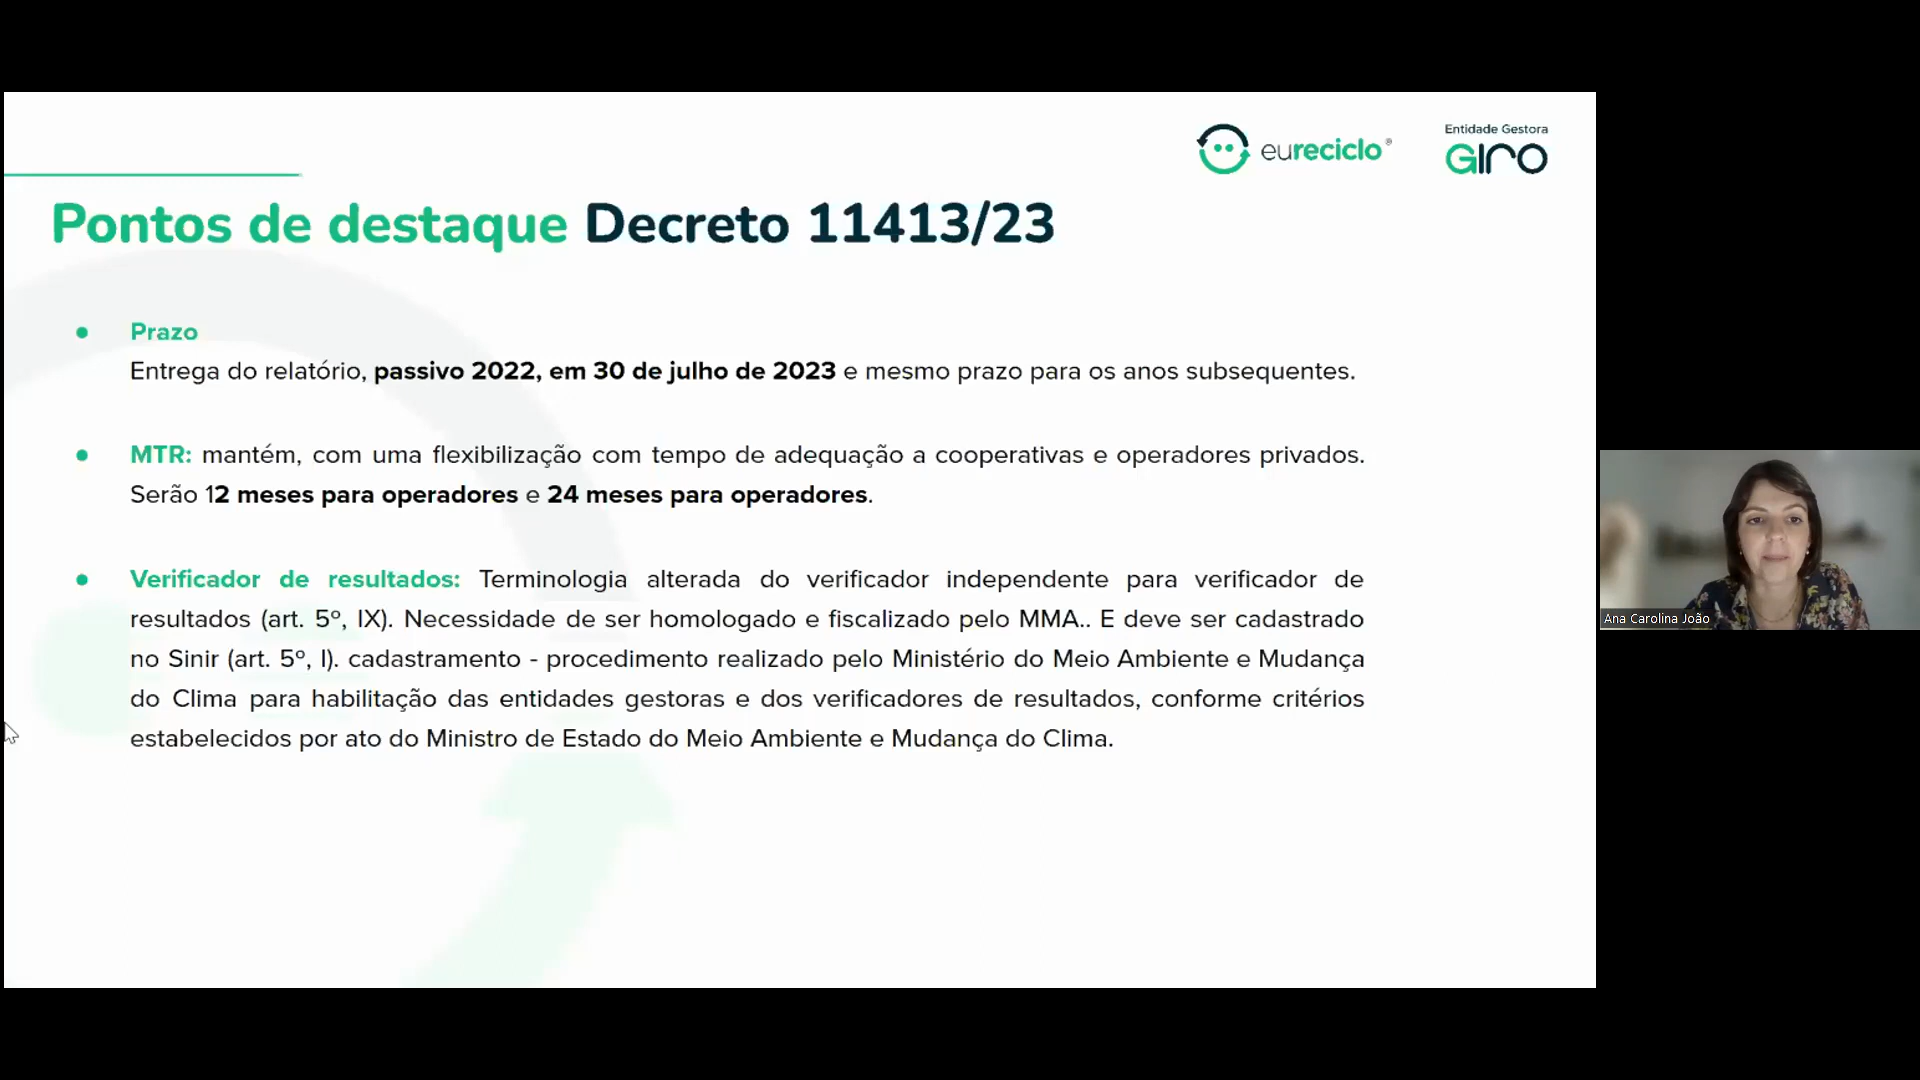 eureciclo®
Entidade Gestora
GIRO
Pontos de destaque Decreto 11413/23
● Prazo
Entrega do relatório, passivo 2022, em 30 de julho de 2023 e mesmo prazo para os anos subsequentes.
● MTR: mantém, com uma flexibilização com tempo de adequação a cooperativas e operadores privados.
Serão 12 meses para operadores e 24 meses para operadores.
● Verificador de resultados: Terminologia alterada do verificador independente para verificador de
resultados (art. 5º, IX). Necessidade de ser homologado e fiscalizado pelo MMA.. E deve ser cadastrado
no Sinir (art. 5º, I). cadastramento - procedimento realizado pelo Ministério do Meio Ambiente e Mudança
do Clima para habilitação das entidades gestoras e dos verificadores de resultados, conforme critérios
estabelecidos por ato do Ministro de Estado do Meio Ambiente e Mudança do Clima.
Ana Carolina João